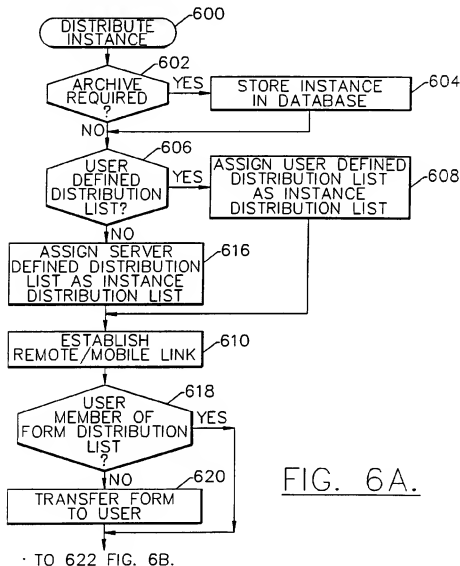 DISTRIBUTE
INSTANCE
600
602
ARCHIVE
REQUIRED
?
YES
STORE INSTANCE
IN DATABASE
604
NO
606
USER
DEFINED
DISTRIBUTION
LIST?
YES
ASSIGN USER DEFINED
DISTRIBUTION LIST
AS INSTANCE
DISTRIBUTION LIST
608
NO
ASSIGN SERVER
DEFINED DISTRIBUTION
LIST AS INSTANCE
DISTRIBUTION LIST
616
ESTABLISH
REMOTE/MOBILE LINK
610
618
USER
MEMBER OF
FORM DISTRIBUTION
LIST
?
YES
NO
620
TRANSFER FORM
TO USER
FIG. 6A.
TO 622 FIG. 6B.